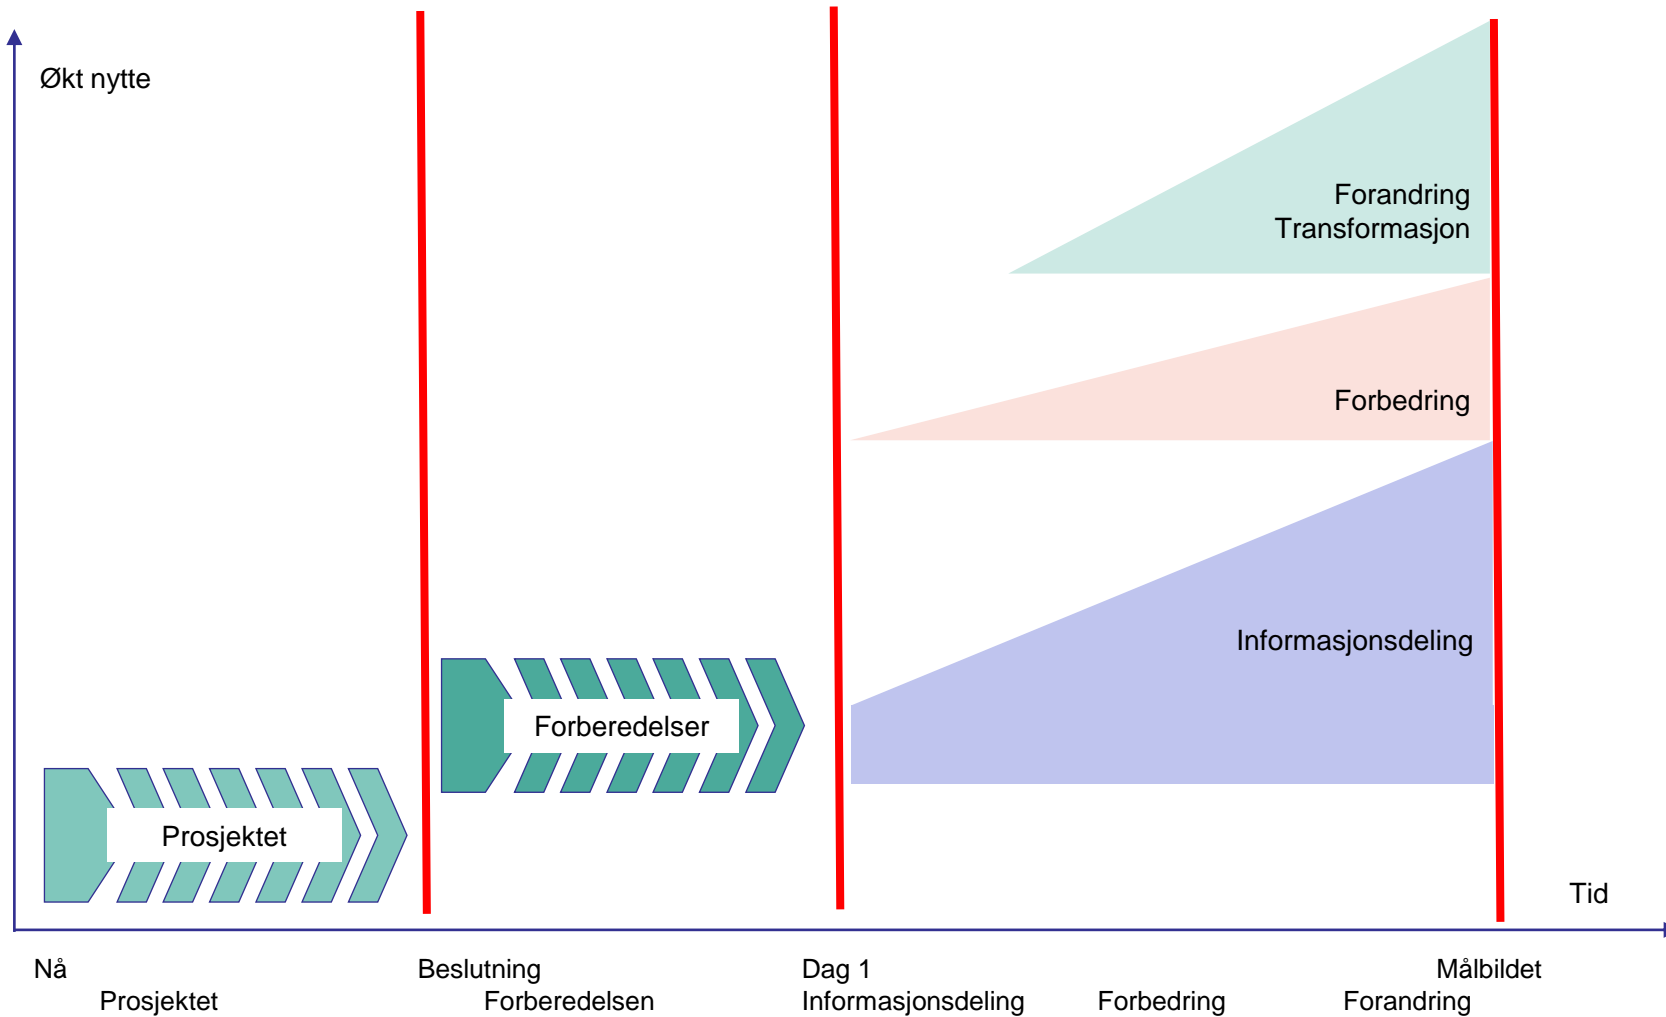 Økt nytte
Forandring
Transformasjon
Forbedring
Informasjonsdeling
Forberedelser
Prosjektet
Tid
Nå Beslutning Dag 1 Målbildet
Prosjektet Forberedelsen Informasjonsdeling Forbedring Forandring